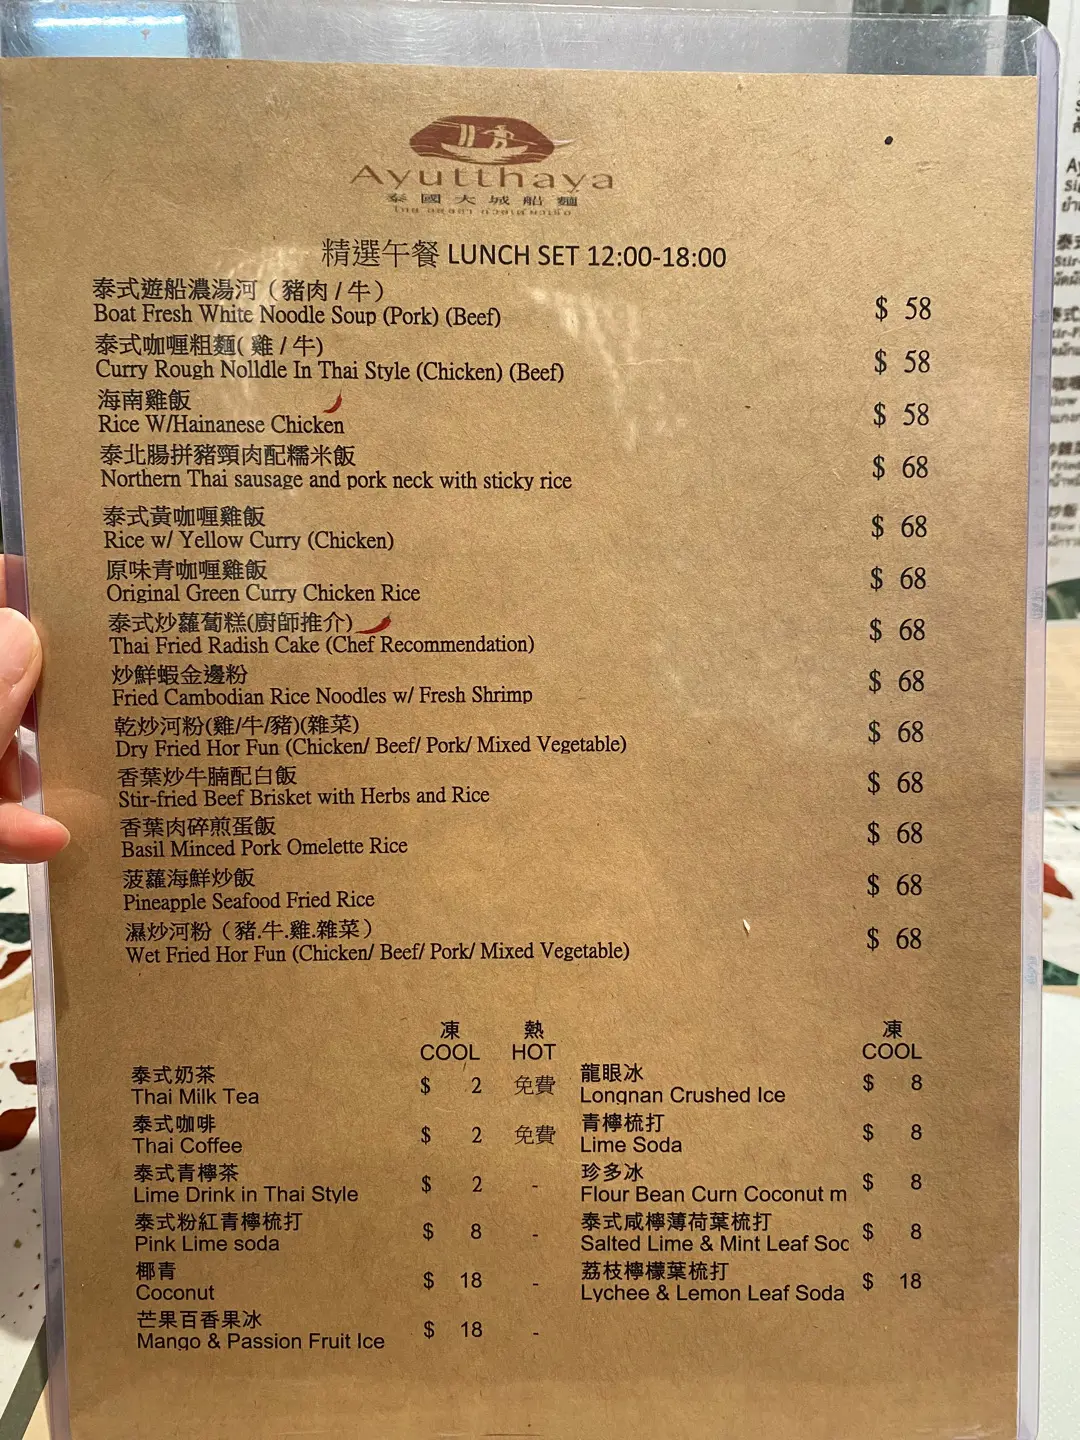 Ayutthaya
泰國大城船麵
精選午餐 LUNCH SET 12:00-18:00
泰式遊船濃湯河（豬肉 / 牛）
Boat Fresh White Noodle Soup (Pork) (Beef)
$ 58
泰式咖喱粗麵( 雞 / 牛)
Curry Rough Nolldle In Thai Style (Chicken) (Beef)
$ 58
海南雞飯
Rice W/Hainanese Chicken
$ 58
泰北腸拼豬頸肉配糯米飯
Northern Thai sausage and pork neck with sticky rice
$ 68
泰式黃咖喱雞飯
Rice w/ Yellow Curry (Chicken)
$ 68
原味青咖喱雞飯
Original Green Curry Chicken Rice
$ 68
泰式炒蘿蔔糕(廚師推介)
Thai Fried Radish Cake (Chef Recommendation)
$ 68
炒鮮蝦金邊粉
Fried Cambodian Rice Noodles w/ Fresh Shrimp
$ 68
乾炒河粉(雞/牛/豬)(雜菜)
Dry Fried Hor Fun (Chicken/ Beef/ Pork/ Mixed Vegetable)
$ 68
香葉炒牛腩配白飯
Stir-fried Beef Brisket with Herbs and Rice
$ 68
香葉肉碎煎蛋飯
Basil Minced Pork Omelette Rice
$ 68
菠蘿海鮮炒飯
Pineapple Seafood Fried Rice
$ 68
濕炒河粉（豬.牛.雞.雜菜）
Wet Fried Hor Fun (Chicken/ Beef/ Pork/ Mixed Vegetable)
$ 68
凍 熱
COOL HOT
泰式奶茶
Thai Milk Tea
$ 2 免費
泰式咖啡
Thai Coffee
$ 2 免費
泰式青檸茶
Lime Drink in Thai Style
$ 2 -
泰式粉紅青檸梳打
Pink Lime soda
$ 8 -
椰青
Coconut
$ 18 -
芒果百香果冰
Mango & Passion Fruit Ice
$ 18 -
凍
COOL
龍眼冰
Longnan Crushed Ice
$ 8
青檸梳打
Lime Soda
$ 8
珍多冰
Flour Bean Curn Coconut m
$ 8
泰式咸檸薄荷葉梳打
Salted Lime & Mint Leaf Soc
$ 8
荔枝檸檬葉梳打
Lychee & Lemon Leaf Soda
$ 18